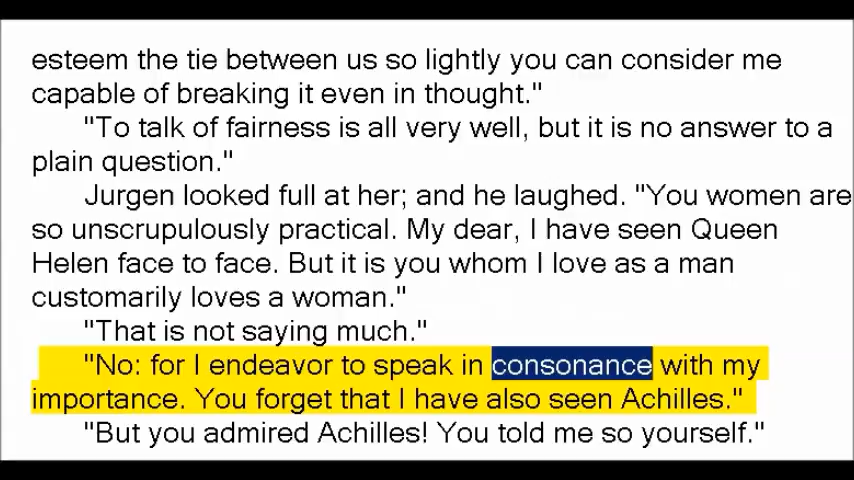 esteem the tie between us so lightly you can consider me
capable of breaking it even in thought."
"To talk of fairness is all very well, but it is no answer to a
plain question."
Jurgen looked full at her; and he laughed. "You women are
so unscrupulously practical. My dear, I have seen Queen
Helen face to face. But it is you whom I love as a man
customarily loves a woman."
"That is not saying much."
"No: for I endeavor to speak in consonance with my
importance. You forget that I have also seen Achilles."
"But you admired Achilles! You told me so yourself."